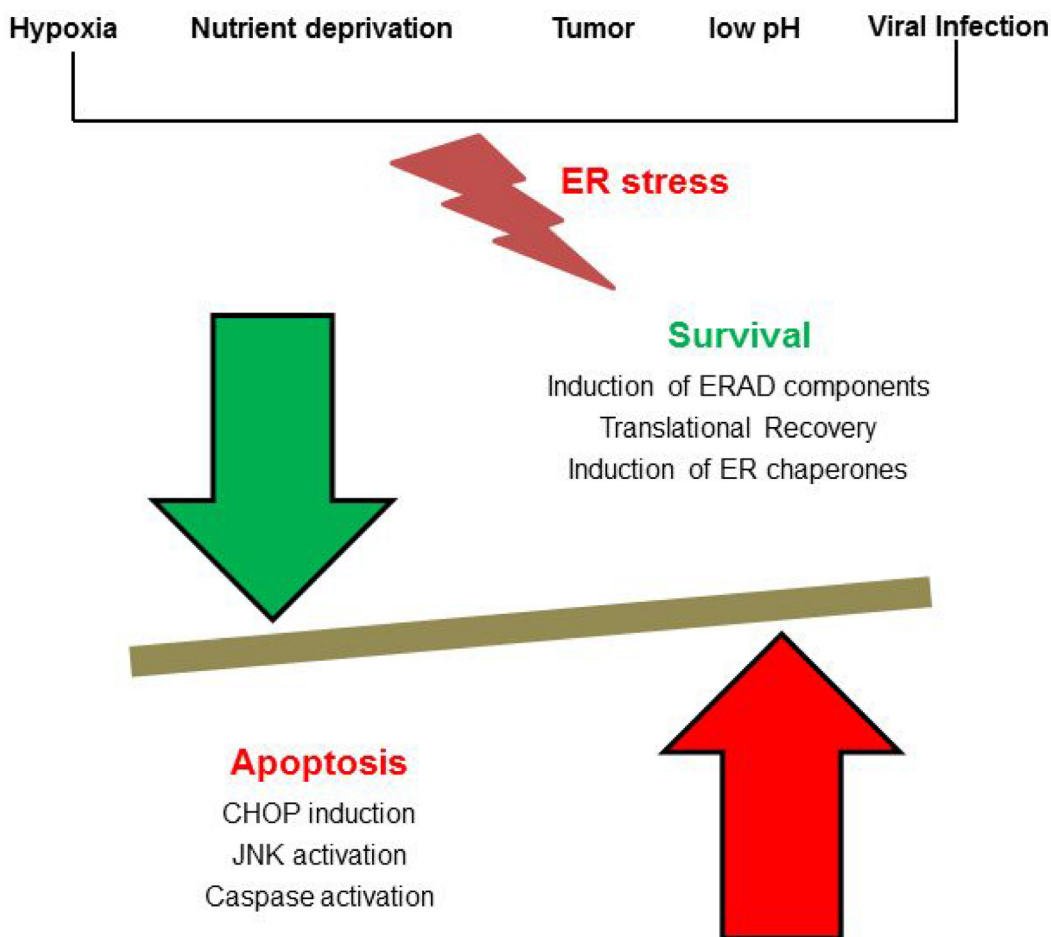 Hypoxia Nutrient deprivation Tumor low pH Viral Infection
ER stress
Survival
Induction of ERAD components
Translational Recovery
Induction of ER chaperones
Apoptosis
CHOP induction
JNK activation
Caspase activation